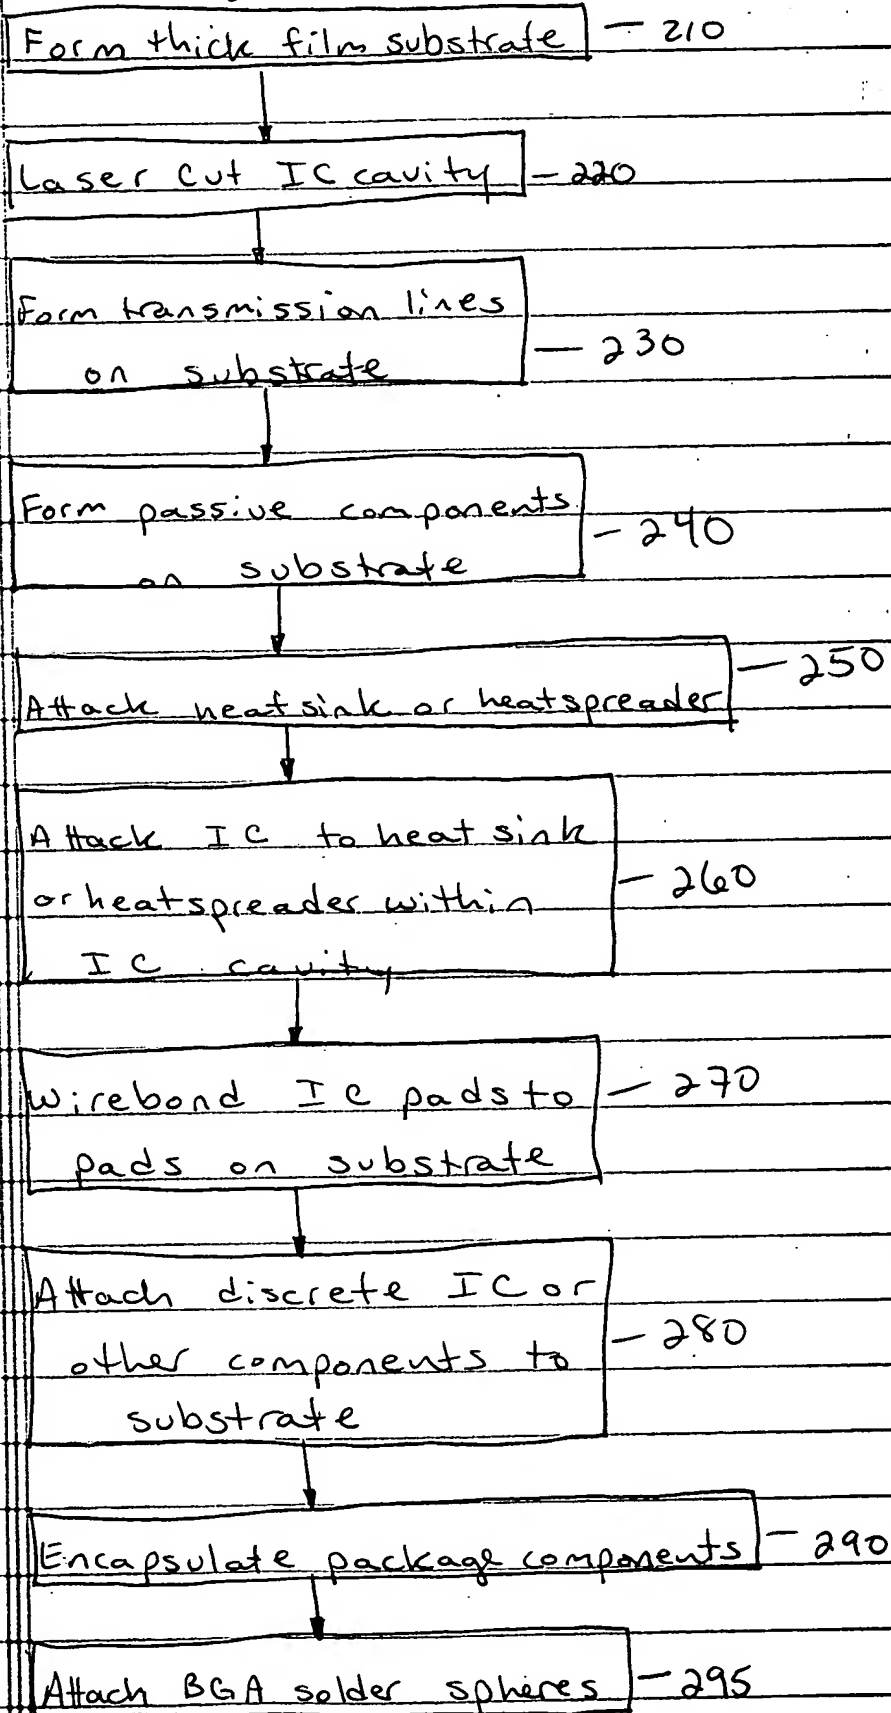 Form thick film substrate - 210
Laser Cut IC cavity - 220
Form transmission lines
on substrate - 230
Form passive components
on substrate - 240
Attack heatsink or heatspreader - 250
Attack IC to heat sink
or heatspreader within - 260
IC cavity
Wirebond IC pads to - 270
pads on substrate
Attach discrete IC or
other components to - 280
substrate
Encapsulate package components - 290
Attach BGA solder spheres - 295